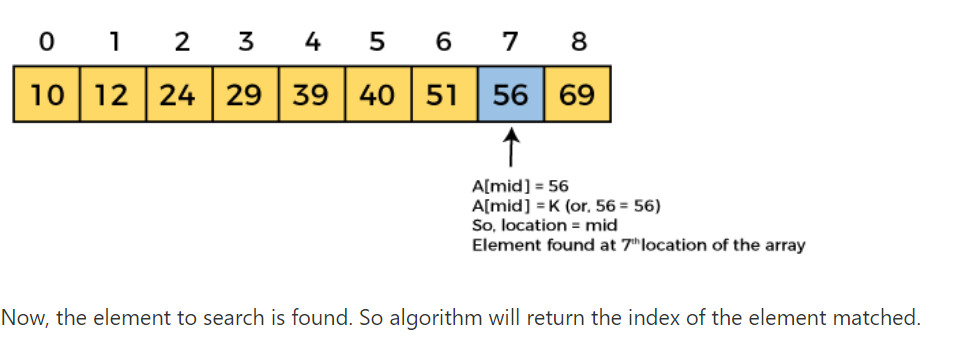 0 1 2 3 4 5 6 7 8
10 12 24 29 39 40 51 56 69
A[mid] = 56
A[mid] = K (or, 56 = 56)
So, location = mid
Element found at 7th location of the array
Now, the element to search is found. So algorithm will return the index of the element matched.